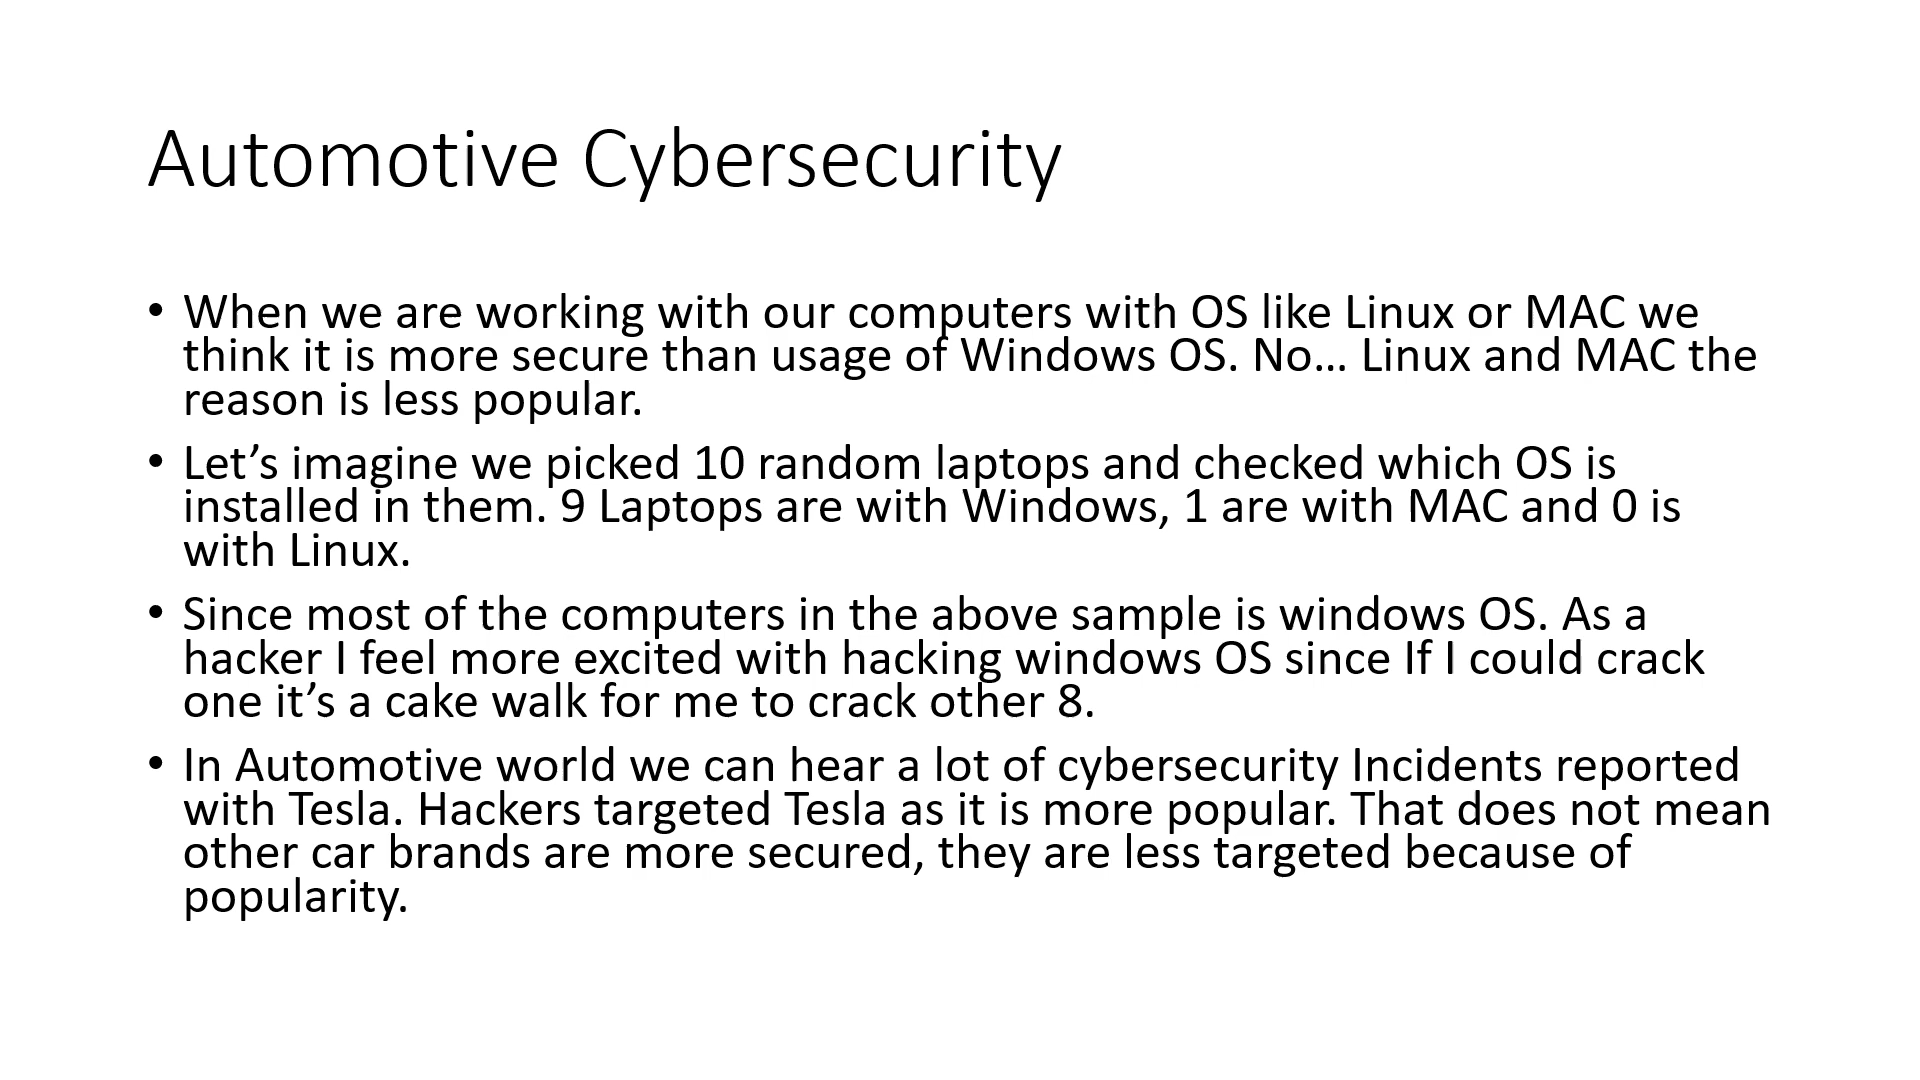 Automotive Cybersecurity
• When we are working with our computers with OS like Linux or MAC we
think it is more secure than usage of Windows OS. No... Linux and MAC the
reason is less popular.
• Let’s imagine we picked 10 random laptops and checked which OS is
installed in them. 9 Laptops are with Windows, 1 are with MAC and 0 is
with Linux.
• Since most of the computers in the above sample is windows OS. As a
hacker I feel more excited with hacking windows OS since If I could crack
one it’s a cake walk for me to crack other 8.
• In Automotive world we can hear a lot of cybersecurity Incidents reported
with Tesla. Hackers targeted Tesla as it is more popular. That does not mean
other car brands are more secured, they are less targeted because of
popularity.